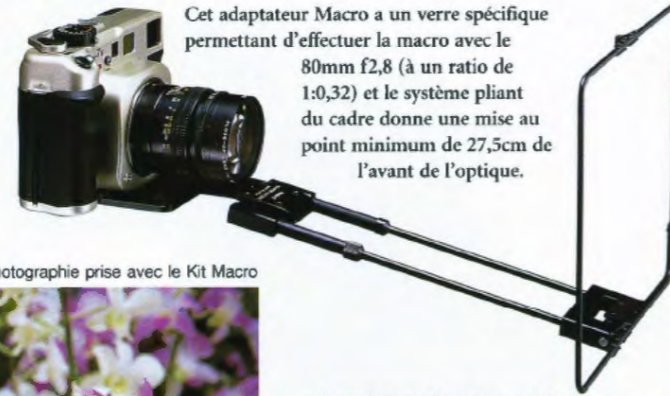 Cet adaptateur Macro a un verre spécifique
permettant d'effectuer la macro avec le
80mm f2,8 (à un ratio de
1:0,32) et le système pliant
du cadre donne une mise au
point minimum de 27,5cm de
l'avant de l'optique.
otographie prise avec le Kit Macro